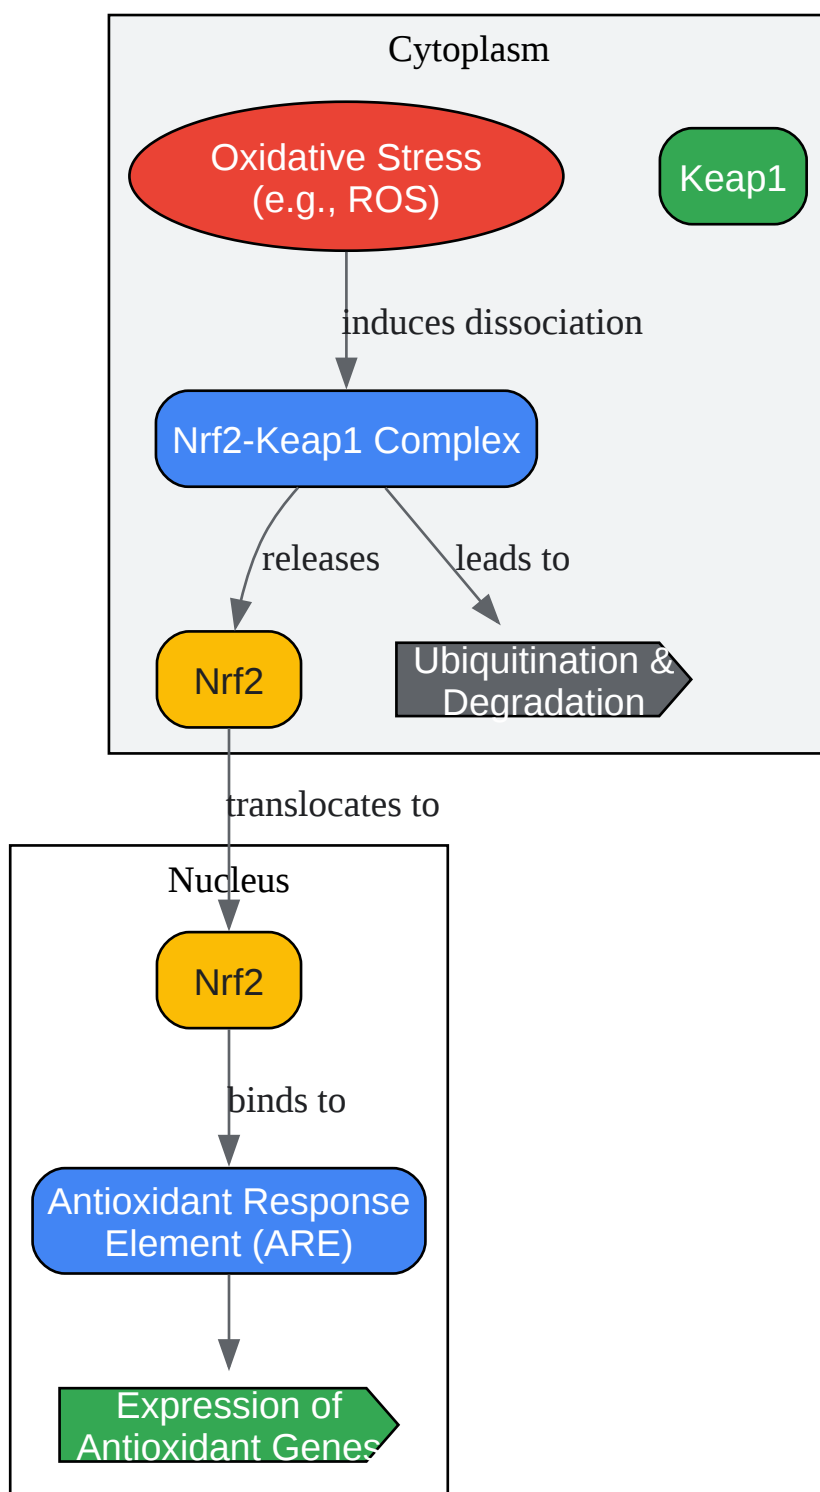 Cytoplasm
Oxidative Stress
(e.g., ROS)
Keap1
induces dissociation
Nrf2-Keap1 Complex
releases
leads to
Nrf2
Ubiquitination &
Degradation
translocates to
Nucleus
Nrf2
binds to
Antioxidant Response
Element (ARE)
Expression of
Antioxidant Genes